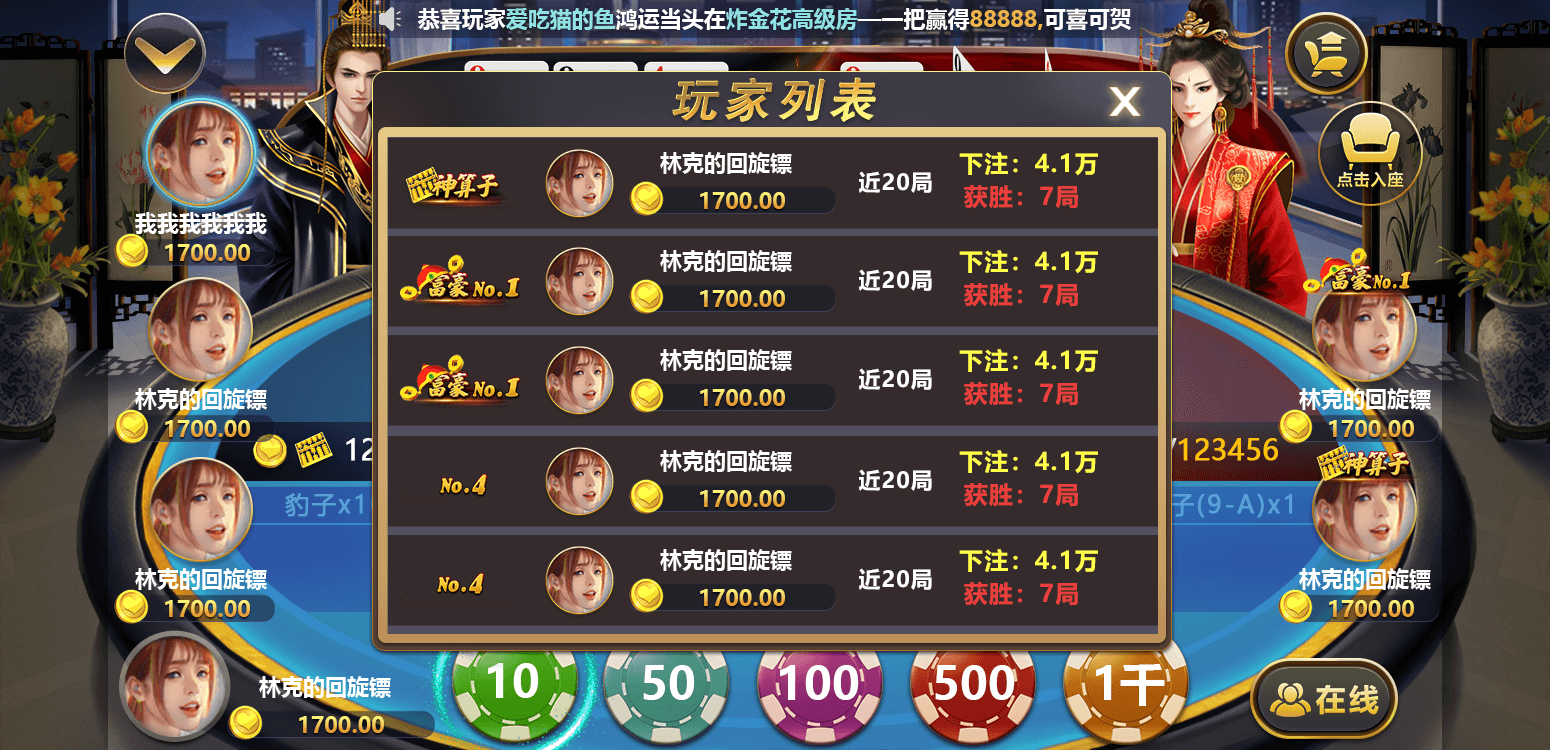 恭喜玩家爱吃猫的鱼鸿运当头在炸金花高级房——一把赢得88888,可喜可贺
玩家列表
X
神算子
林克的回旋镖
1700.00
近20局
下注：4.1万
获胜：7局
富豪No.1
林克的回旋镖
1700.00
近20局
下注：4.1万
获胜：7局
富豪No.1
林克的回旋镖
1700.00
近20局
下注：4.1万
获胜：7局
No.4
林克的回旋镖
1700.00
近20局
下注：4.1万
获胜：7局
No.4
林克的回旋镖
1700.00
近20局
下注：4.1万
获胜：7局
我我我我我我
1700.00
林克的回旋镖
1700.00
12
豹子x1
林克的回旋镖
1700.00
林克的回旋镖
1700.00
点击入座
富豪No.1
林克的回旋镖
1700.00
/123456
神算子
子(9-A)x1
林克的回旋镖
1700.00
10
50
100
500
1千
在线